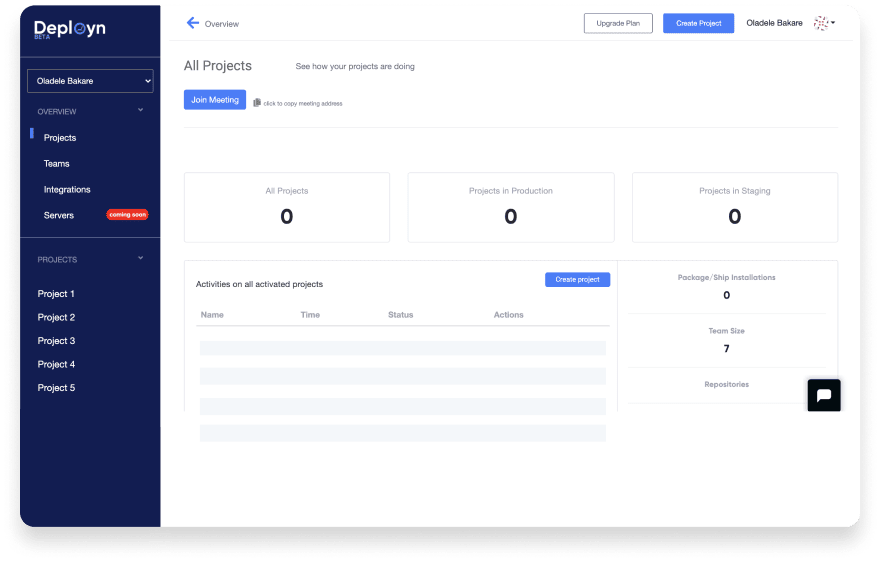 Deployn
BETA
Oladele Bakare
OVERVIEW
Projects
Teams
Integrations
Servers coming soon
PROJECTS
Project 1
Project 2
Project 3
Project 4
Project 5
Overview
Upgrade Plan
Create Project
Oladele Bakare
All Projects
See how your projects are doing
Join Meeting
click to copy meeting address
All Projects
0
Projects in Production
0
Projects in Staging
0
Activities on all activated projects
Create project
Name Time Status Actions
Package/Ship Installations
0
Team Size
7
Repositories